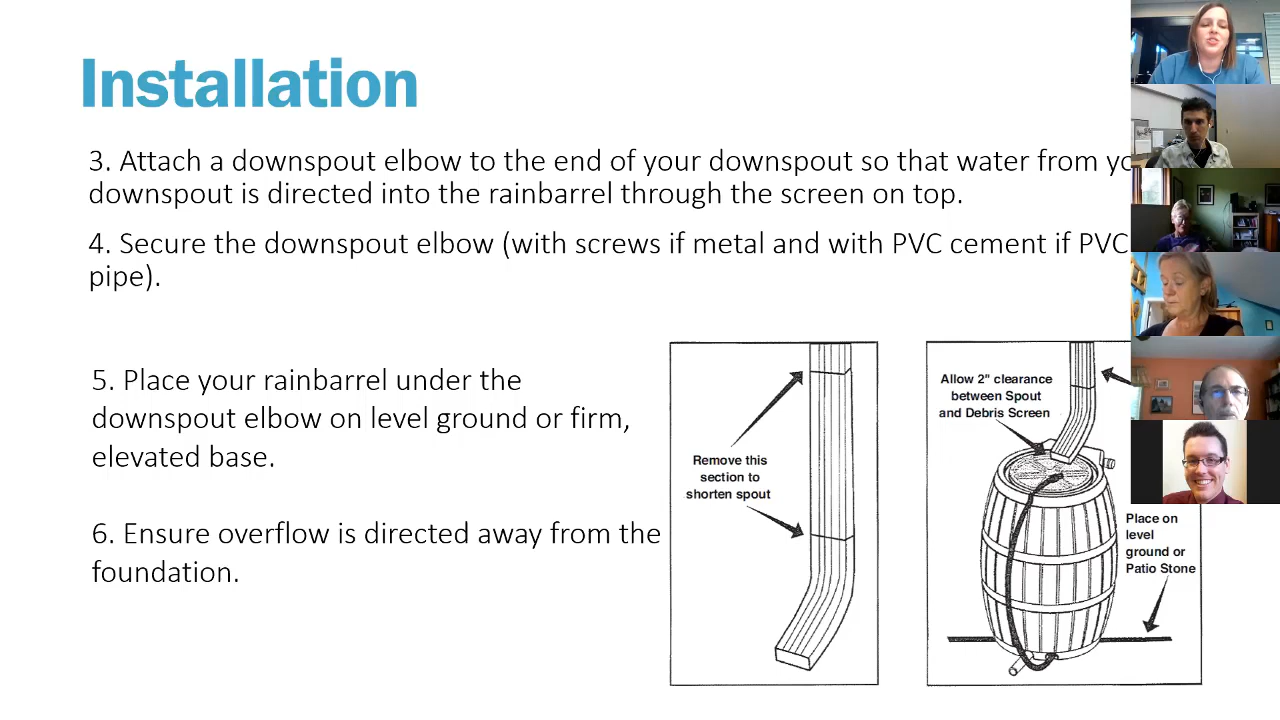 Installation
3. Attach a downspout elbow to the end of your downspout so that water from
downspout is directed into the rainbarrel through the screen on top.
4. Secure the downspout elbow (with screws if metal and with PVC cement if PVC
pipe).
5. Place your rainbarrel under the
downspout elbow on level ground or firm,
elevated base.
6. Ensure overflow is directed away from the
foundation.
Remove this
section to
shorten spout
Allow 2" clearance
between Spout
and Debris Screen
Place on
level
ground or
Patio Stone